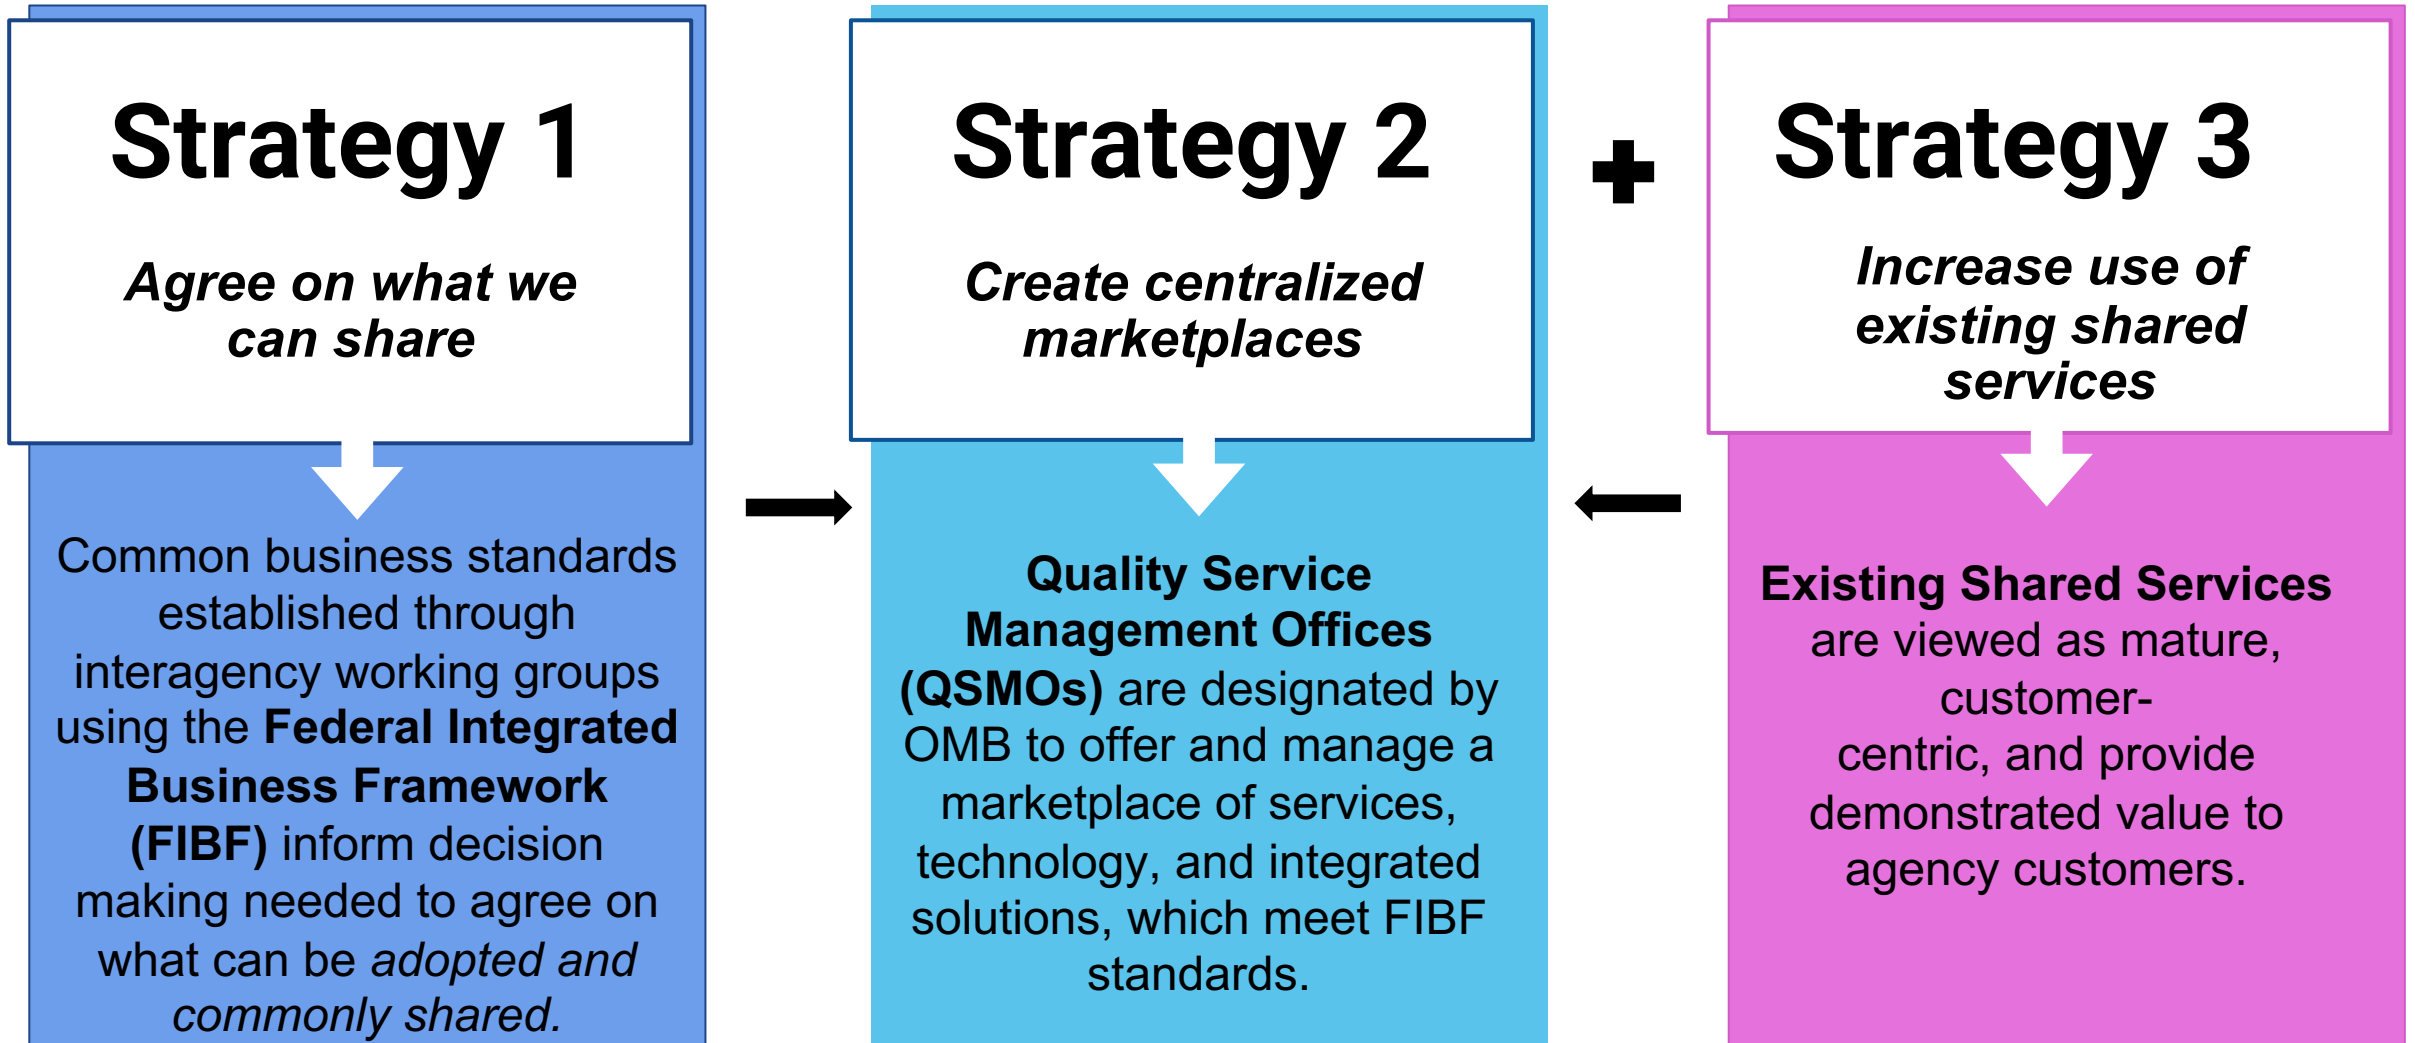 Strategy 1
Agree on what we
can share
Common business standards
established through
interagency working groups
using the Federal Integrated
Business Framework
(FIBF) inform decision
making needed to agree on
what can be adopted and
commonly shared.
Strategy 2
Create centralized
marketplaces
Quality Service
Management Offices
(QSMOs) are designated by
OMB to offer and manage a
marketplace of services,
technology, and integrated
solutions, which meet FIBF
standards.
Strategy 3
Increase use of
existing shared
services
Existing Shared Services
are viewed as mature,
customer-
centric, and provide
demonstrated value to
agency customers.